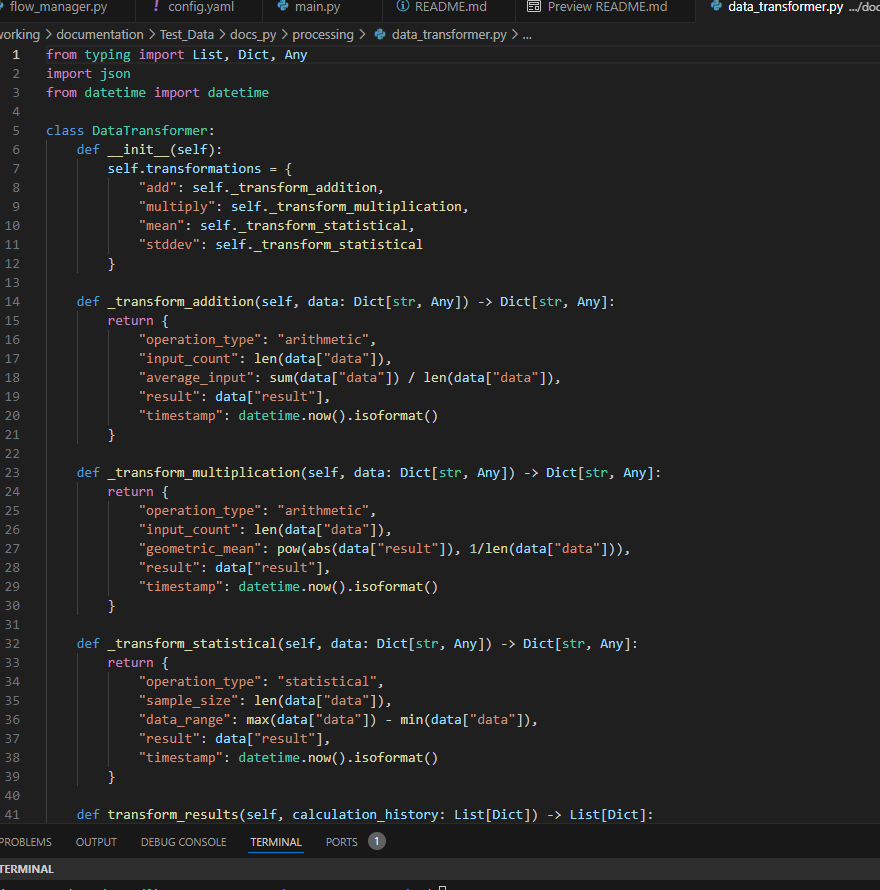 flow_manager.py ! config.yaml main.py README.md Preview README.md data_transformer.py .../doc
working > documentation > Test_Data > docs_py > processing > data_transformer.py > ...
1 from typing import List, Dict, Any
2 import json
3 from datetime import datetime
4
5 class DataTransformer:
6     def __init__(self):
7         self.transformations = {
8             "add": self._transform_addition,
9             "multiply": self._transform_multiplication,
10             "mean": self._transform_statistical,
11             "stddev": self._transform_statistical
12         }
13
14     def _transform_addition(self, data: Dict[str, Any]) -> Dict[str, Any]:
15         return {
16             "operation_type": "arithmetic",
17             "input_count": len(data["data"]),
18             "average_input": sum(data["data"]) / len(data["data"]),
19             "result": data["result"],
20             "timestamp": datetime.now().isoformat()
21         }
22
23     def _transform_multiplication(self, data: Dict[str, Any]) -> Dict[str, Any]:
24         return {
25             "operation_type": "arithmetic",
26             "input_count": len(data["data"]),
27             "geometric_mean": pow(abs(data["result"]), 1/len(data["data"])),
28             "result": data["result"],
29             "timestamp": datetime.now().isoformat()
30         }
31
32     def _transform_statistical(self, data: Dict[str, Any]) -> Dict[str, Any]:
33         return {
34             "operation_type": "statistical",
35             "sample_size": len(data["data"]),
36             "data_range": max(data["data"]) - min(data["data"]),
37             "result": data["result"],
38             "timestamp": datetime.now().isoformat()
39         }
40
41     def transform_results(self, calculation_history: List[Dict]) -> List[Dict]:
PROBLEMS OUTPUT DEBUG CONSOLE TERMINAL PORTS 1
TERMINAL